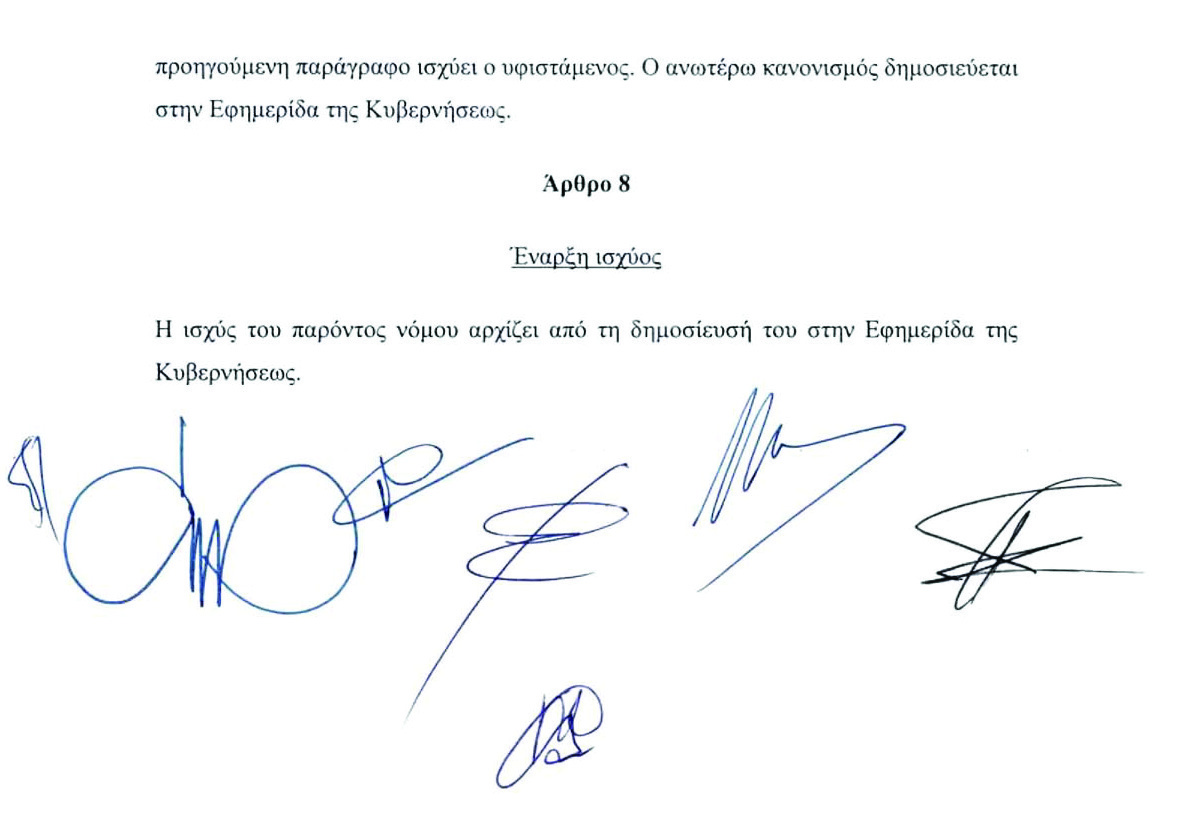 προηγούμενη παράγραφο ισχύει ο υφιστάμενος. Ο ανωτέρω κανονισμός δημοσιεύεται
στην Εφημερίδα της Κυβερνήσεως.
Άρθρο 8
Έναρξη ισχύος
Η ισχύς του παρόντος νόμου αρχίζει από τη δημοσίευσή του στην Εφημερίδα της
Κυβερνήσεως.